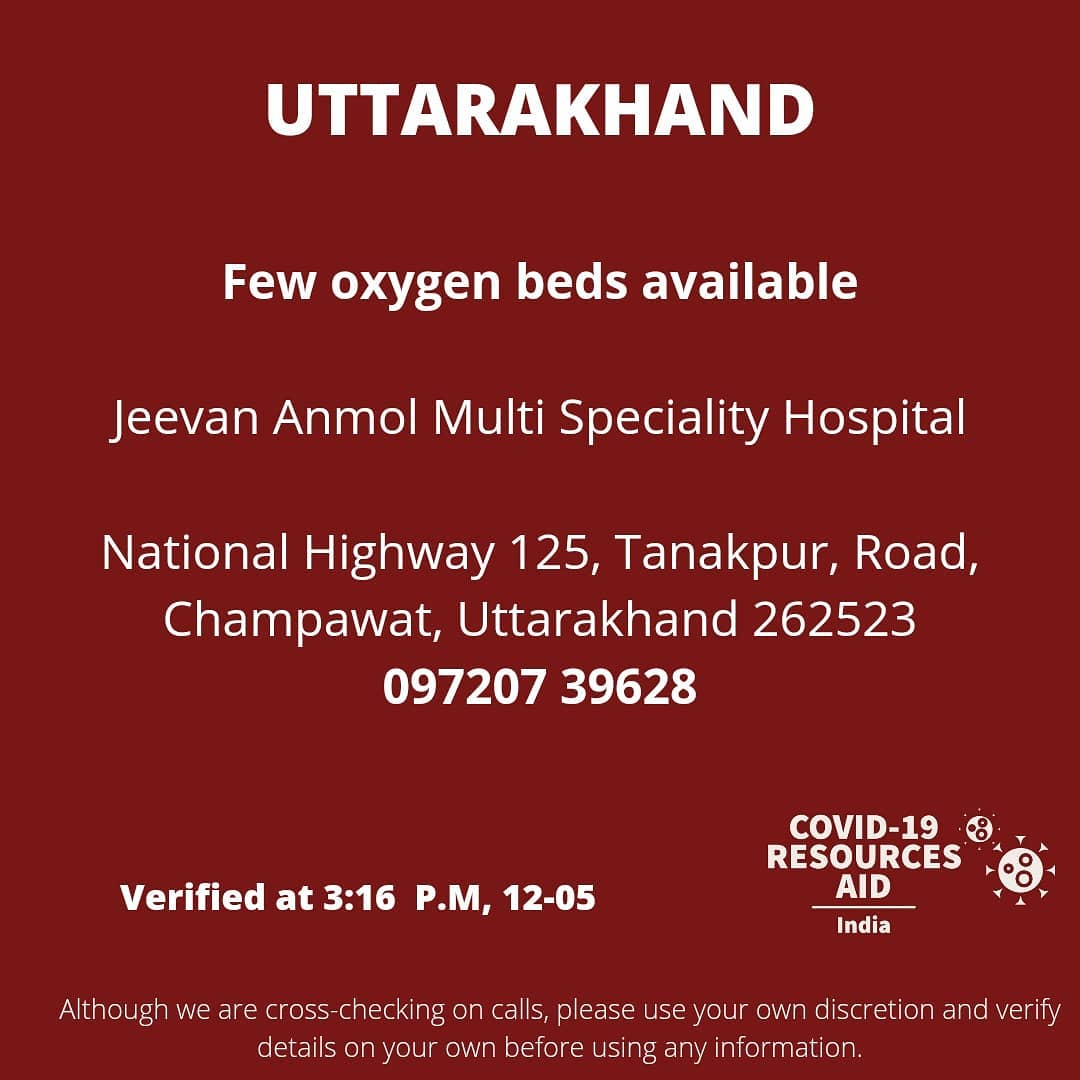 UTTARAKHAND
Few oxygen beds available
Jeevan Anmol Multi Speciality Hospital
National Highway 125, Tanakpur, Road,
Champawat, Uttarakhand 262523
097207 39628
Verified at 3:16  P.M, 12-05
COVID-19
RESOURCES
AID
India
Although we are cross-checking on calls, please use your own discretion and verify
details on your own before using any information.